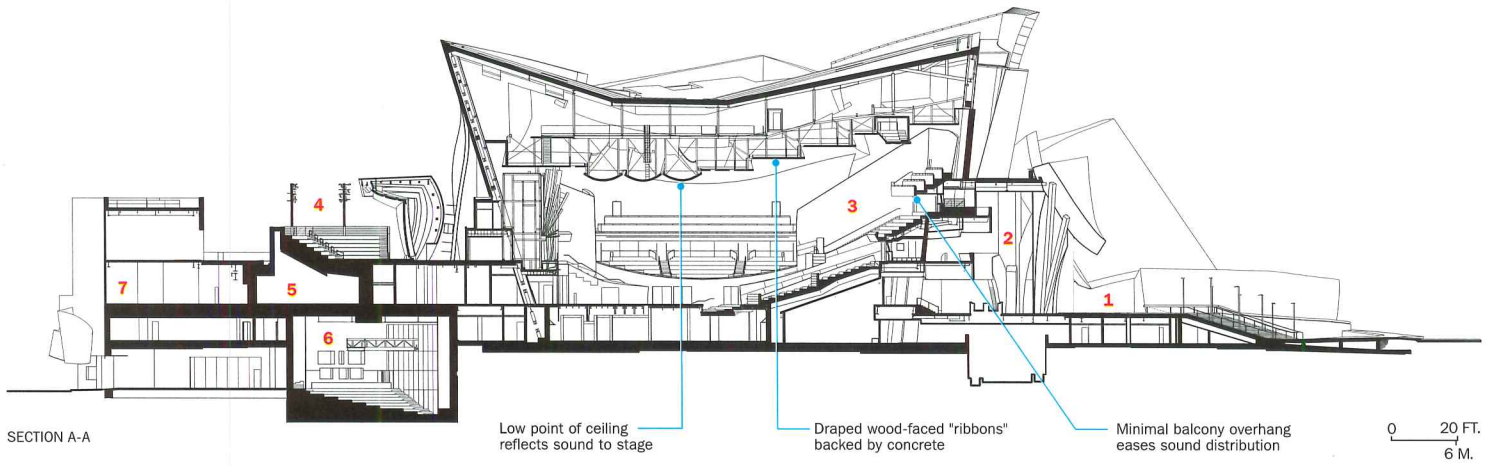 4
3
2
7
5
1
6
SECTION A-A
Low point of ceiling
reflects sound to stage
Draped wood-faced "ribbons"
backed by concrete
Minimal balcony overhang
eases sound distribution
0 20 FT.
6 M.